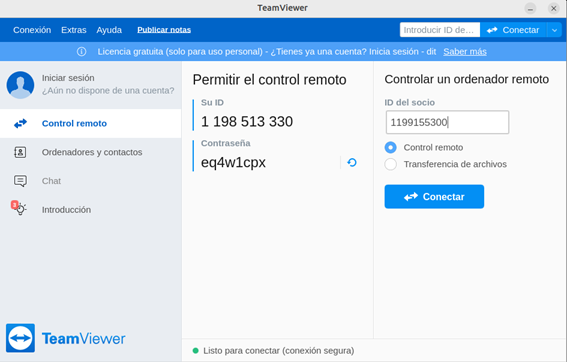 TeamViewer
Conexión Extras Ayuda Publicar notas Introducir ID de... Conectar
Licencia gratuita (solo para uso personal) - ¿Tienes ya una cuenta? Inicia sesión - dit Saber más
Iniciar sesión
¿Aún no dispone de una cuenta?
Control remoto
Ordenadores y contactos
Chat
3
Introducción
TeamViewer
Permitir el control remoto
Su ID
1 198 513 330
Contraseña
eq4w1cpx
Controlar un ordenador remoto
ID del socio
1199155300
Control remoto
Transferencia de archivos
Conectar
Listo para conectar (conexión segura)